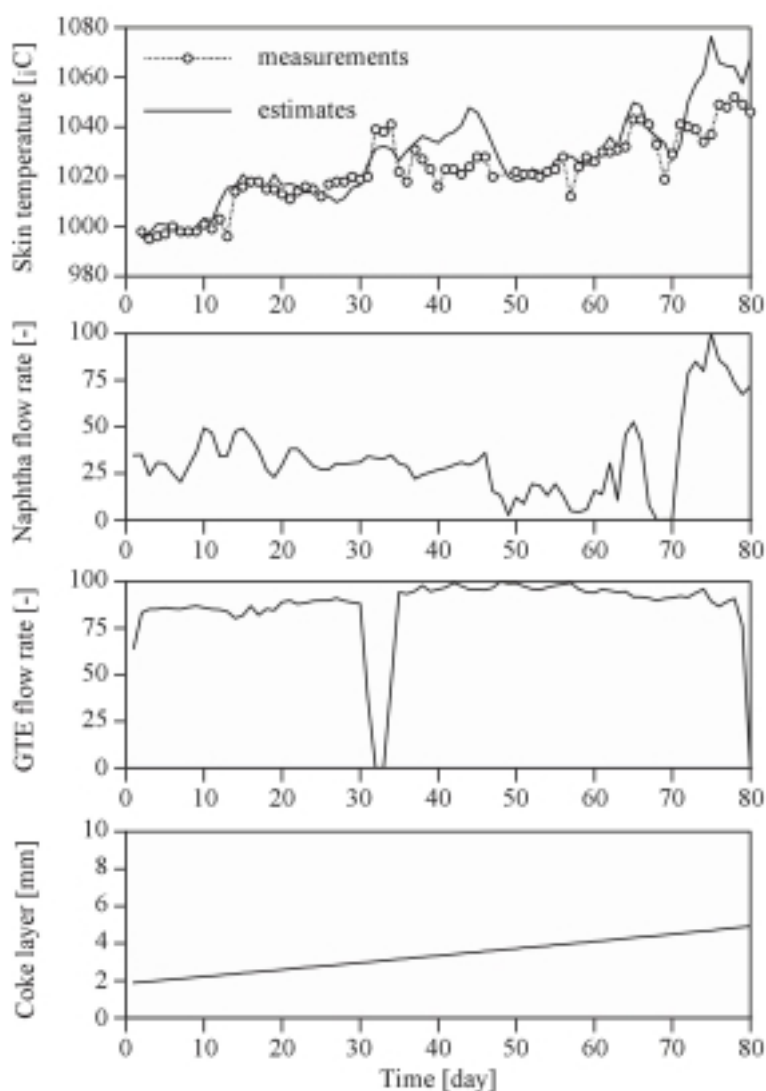 Skin temperature [¡C]
1080
1060
1040
1020
1000
980
measurements
estimates
0 10 20 30 40 50 60 70 80
Naphtha flow rate [-]
100
75
50
25
0
0 10 20 30 40 50 60 70 80
GTE flow rate [-]
100
75
50
25
0
0 10 20 30 40 50 60 70 80
Coke layer [mm]
10
8
6
4
2
0
0 10 20 30 40 50 60 70 80
Time [day]